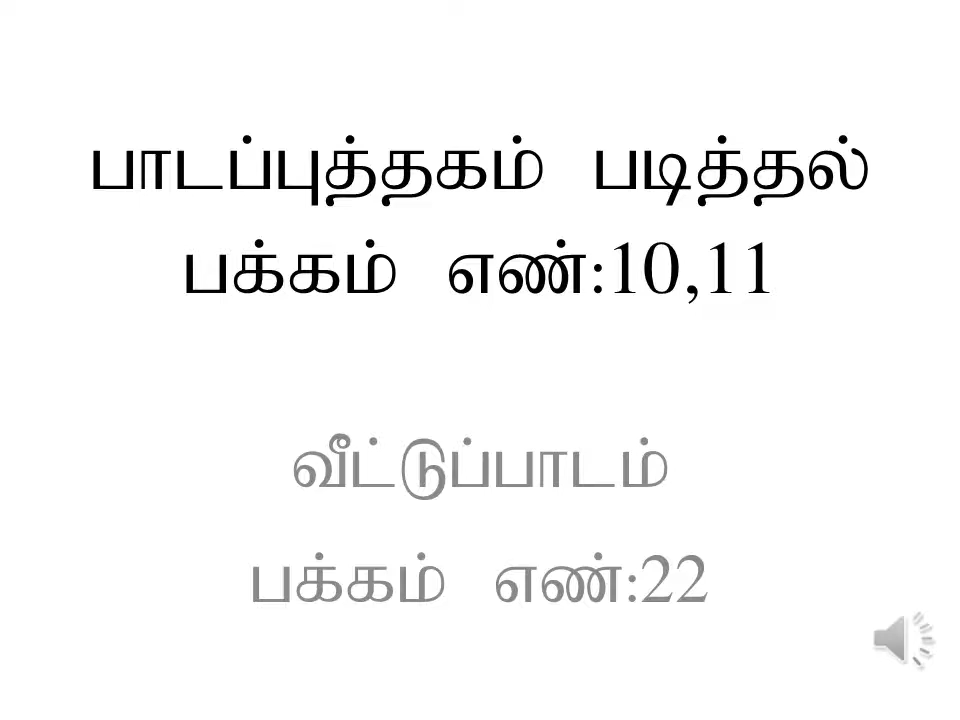 பாடப்புத்தகம் படித்தல்
பக்கம் எண்:10,11
வீட்டுப்பாடம்
பக்கம் எண்:22